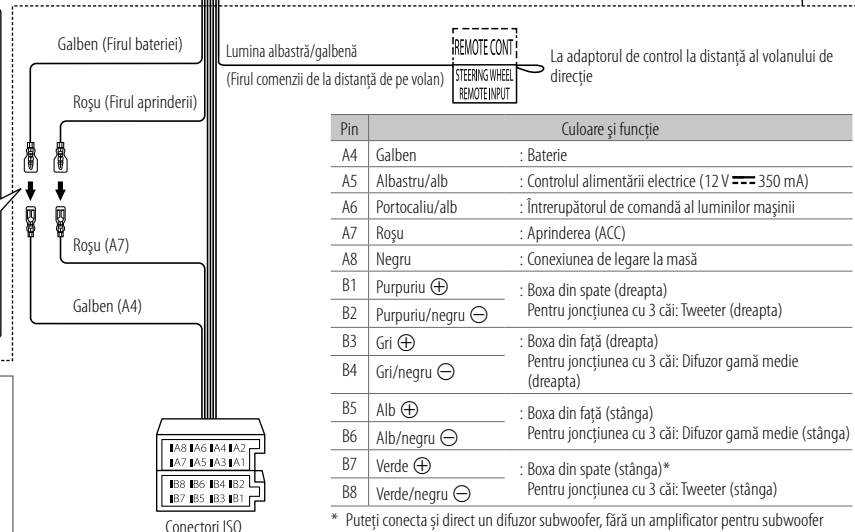 Galben (Firul bateriei)
Roşu (Firul aprinderii)
Lumina albastră/galbenă
(Firul comenzii de la distanţă de pe volan)
REMOTE CONT
STEERING WHEEL
REMOTE INPUT
La adaptorul de control la distanţă al volanului de
direcţie
Roşu (A7)
Galben (A4)
A8 A6 A4 A2
A7 A5 A3 A1
B8 B6 B4 B2
B7 B5 B3 B1
Conectori ISO
Pin Culoare şi funcţie
A4 Galben : Baterie
A5 Albastru/alb : Controlul alimentării electrice (12 V ⎓ 350 mA)
A6 Portocaliu/alb : Întrerupătorul de comandă al luminilor maşinii
A7 Roşu : Aprinderea (ACC)
A8 Negru : Conexiunea de legare la masă
B1 Purpuriu ⊕ : Boxa din spate (dreapta)
B2 Purpuriu/negru ⊖ Pentru joncţiunea cu 3 căi: Tweeter (dreapta)
B3 Gri ⊕ : Boxa din faţă (dreapta)
B4 Gri/negru ⊖ Pentru joncţiunea cu 3 căi: Difuzor gamă medie
(dreapta)
B5 Alb ⊕ : Boxa din faţă (stânga)
B6 Alb/negru ⊖ Pentru joncţiunea cu 3 căi: Difuzor gamă medie (stânga)
B7 Verde ⊕ : Boxa din spate (stânga)*
B8 Verde/negru ⊖ Pentru joncţiunea cu 3 căi: Tweeter (stânga)
* Puteţi conecta şi direct un difuzor subwoofer, fără un amplificator pentru subwoofer